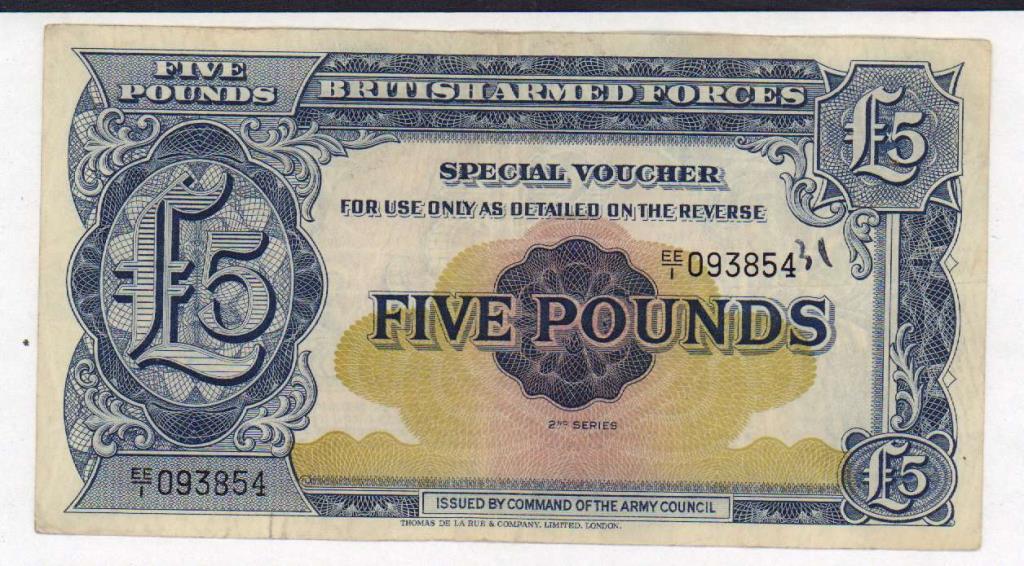 FIVE
POUNDS
BRITISH ARMED FORCES
£5
SPECIAL VOUCHER
FOR USE ONLY AS DETAILED ON THE REVERSE
EE/1 093854 31
£5
FIVE POUNDS
2ND SERIES
EE/1 093854
£5
ISSUED BY COMMAND OF THE ARMY COUNCIL
THOMAS DE LA RUE & COMPANY, LIMITED, LONDON.